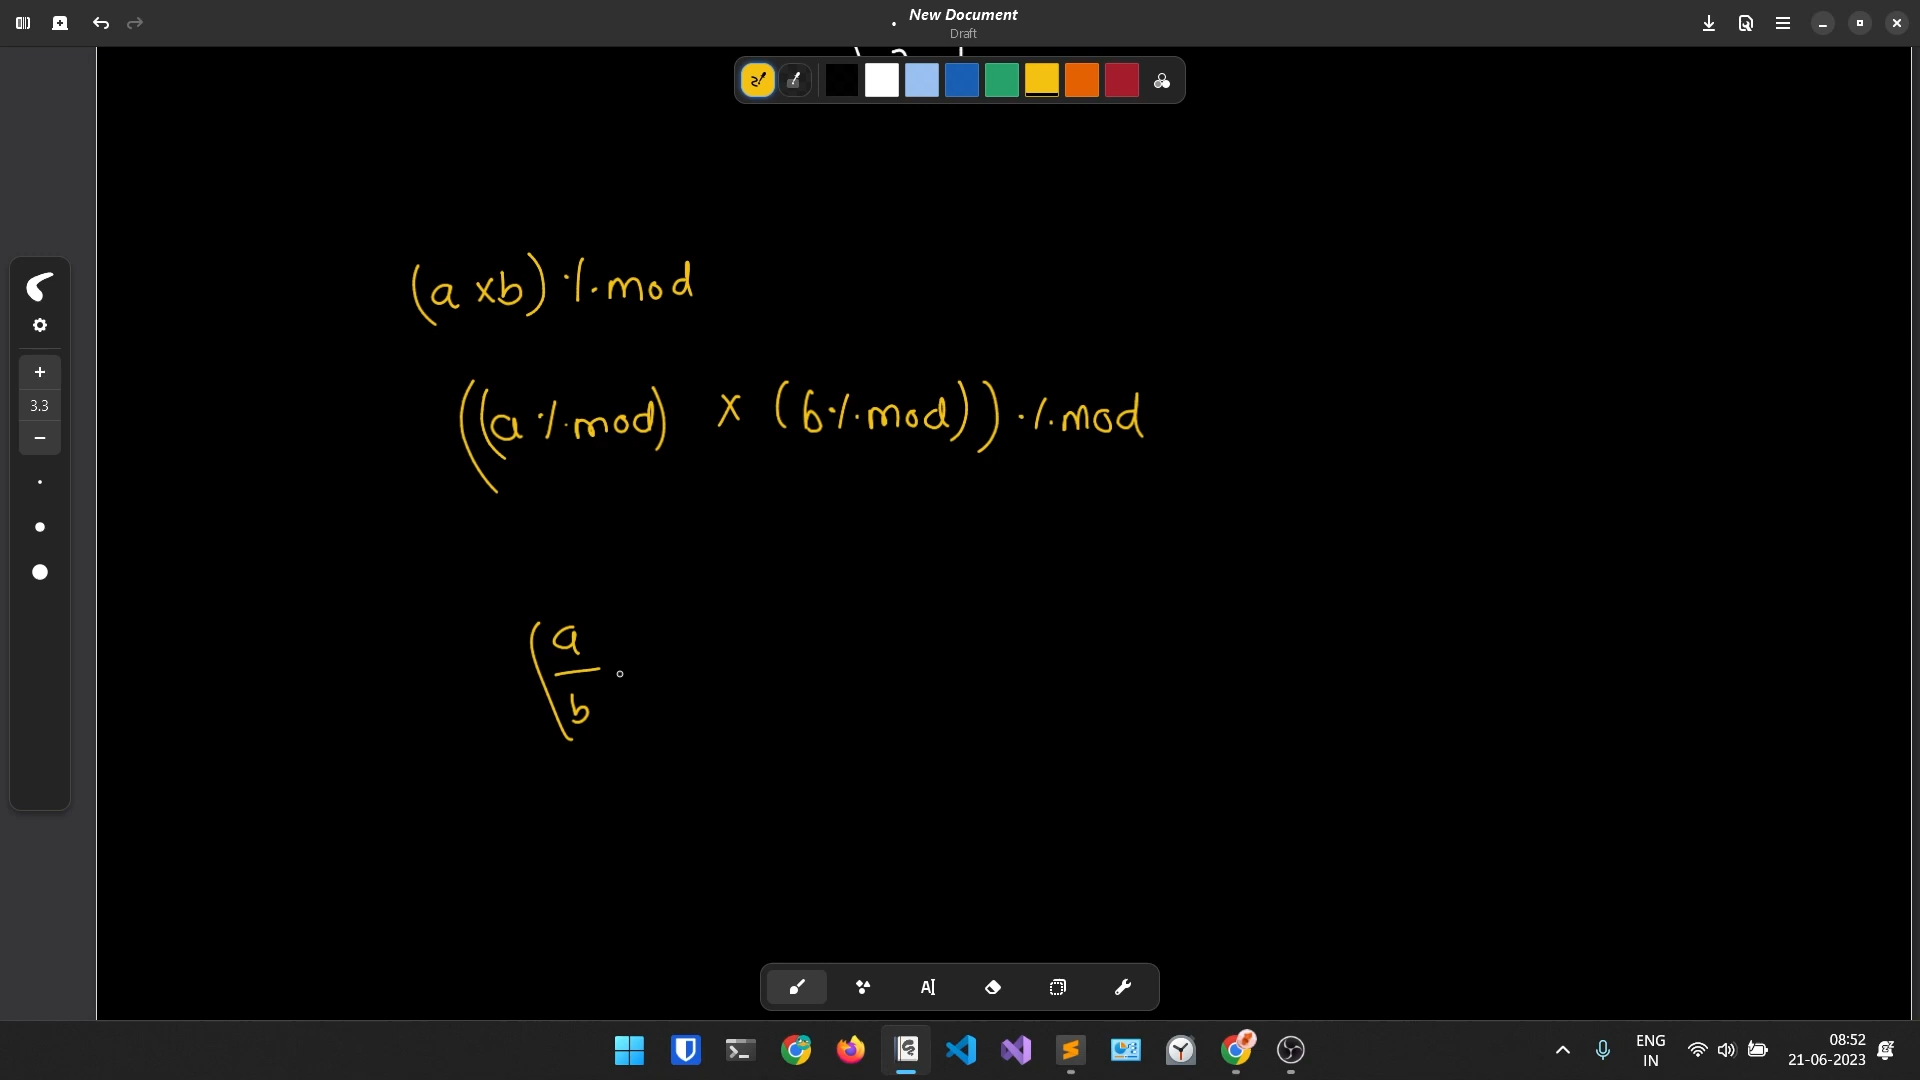 New Document
Draft
(a x b) % mod
((a % mod) x (b % mod)) % mod
(a
b
3.3
A
ENG
IN
08:52
21-06-2023